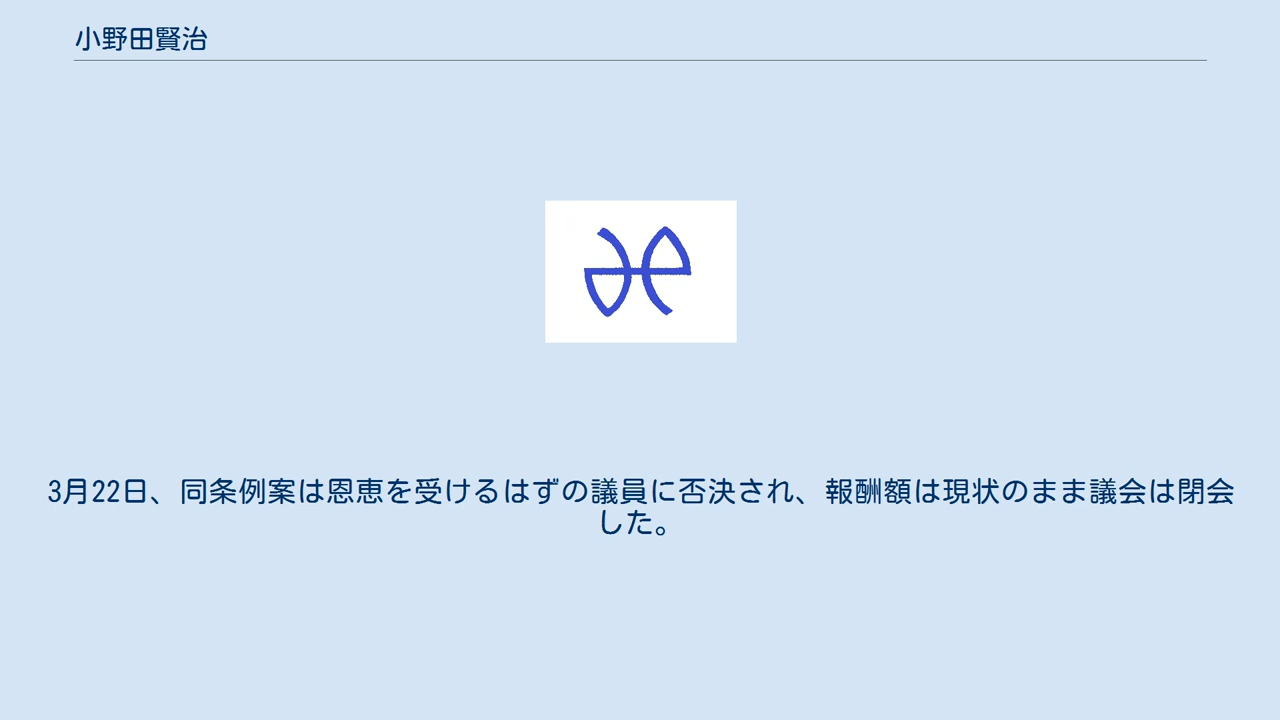 小野田賢治
3月22日、同条例案は恩恵を受けるはずの議員に否決され、報酬額は現状のまま議会は閉会
した。